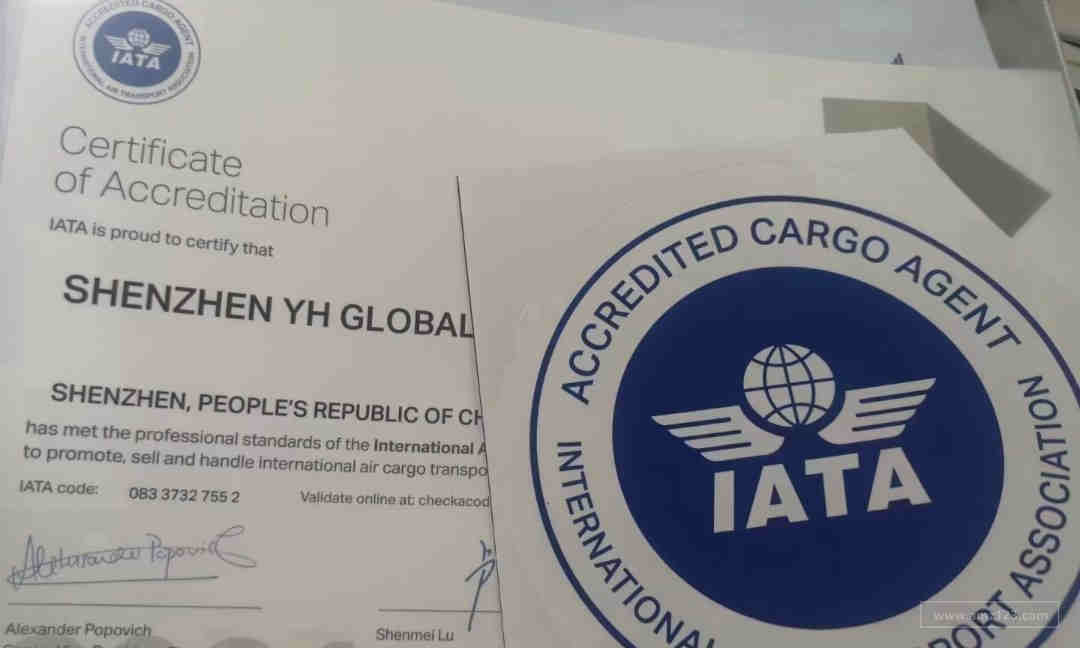 ACCREDITED CARGO AGENT
IATA
INTERNATIONAL AIR TRANSPORT ASSOCIATION
Certificate
of Accreditation
IATA is proud to certify that
SHENZHEN YH GLOBAL
SHENZHEN, PEOPLE'S REPUBLIC OF CH
has met the professional standards of the International A
to promote, sell and handle international air cargo transpo
IATA code: 083 3732 755 2 Validate online at: checkacod
Alexander Popovich
Alexander Popovich
Shenmei Lu
ACCREDITED CARGO AGENT
IATA
INTERNATIONAL PORT ASSOCIATION